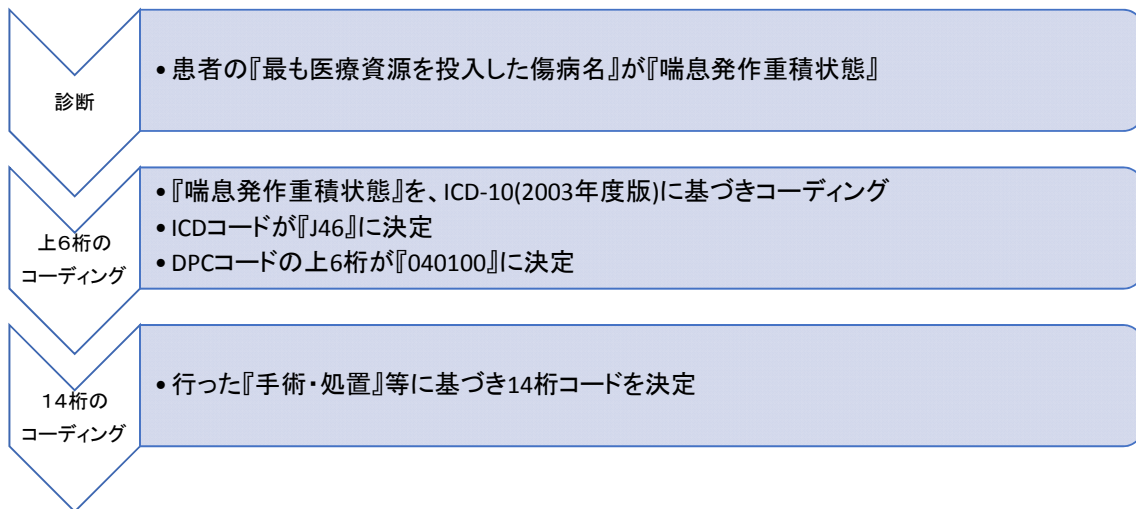 診断
• 患者の『最も医療資源を投入した傷病名』が『喘息発作重積状態』
上6桁の
コーディング
• 『喘息発作重積状態』を、ICD-10(2003年度版)に基づきコーディング
• ICDコードが『J46』に決定
• DPCコードの上6桁が『040100』に決定
14桁の
コーディング
• 行った『手術・処置』等に基づき14桁コードを決定